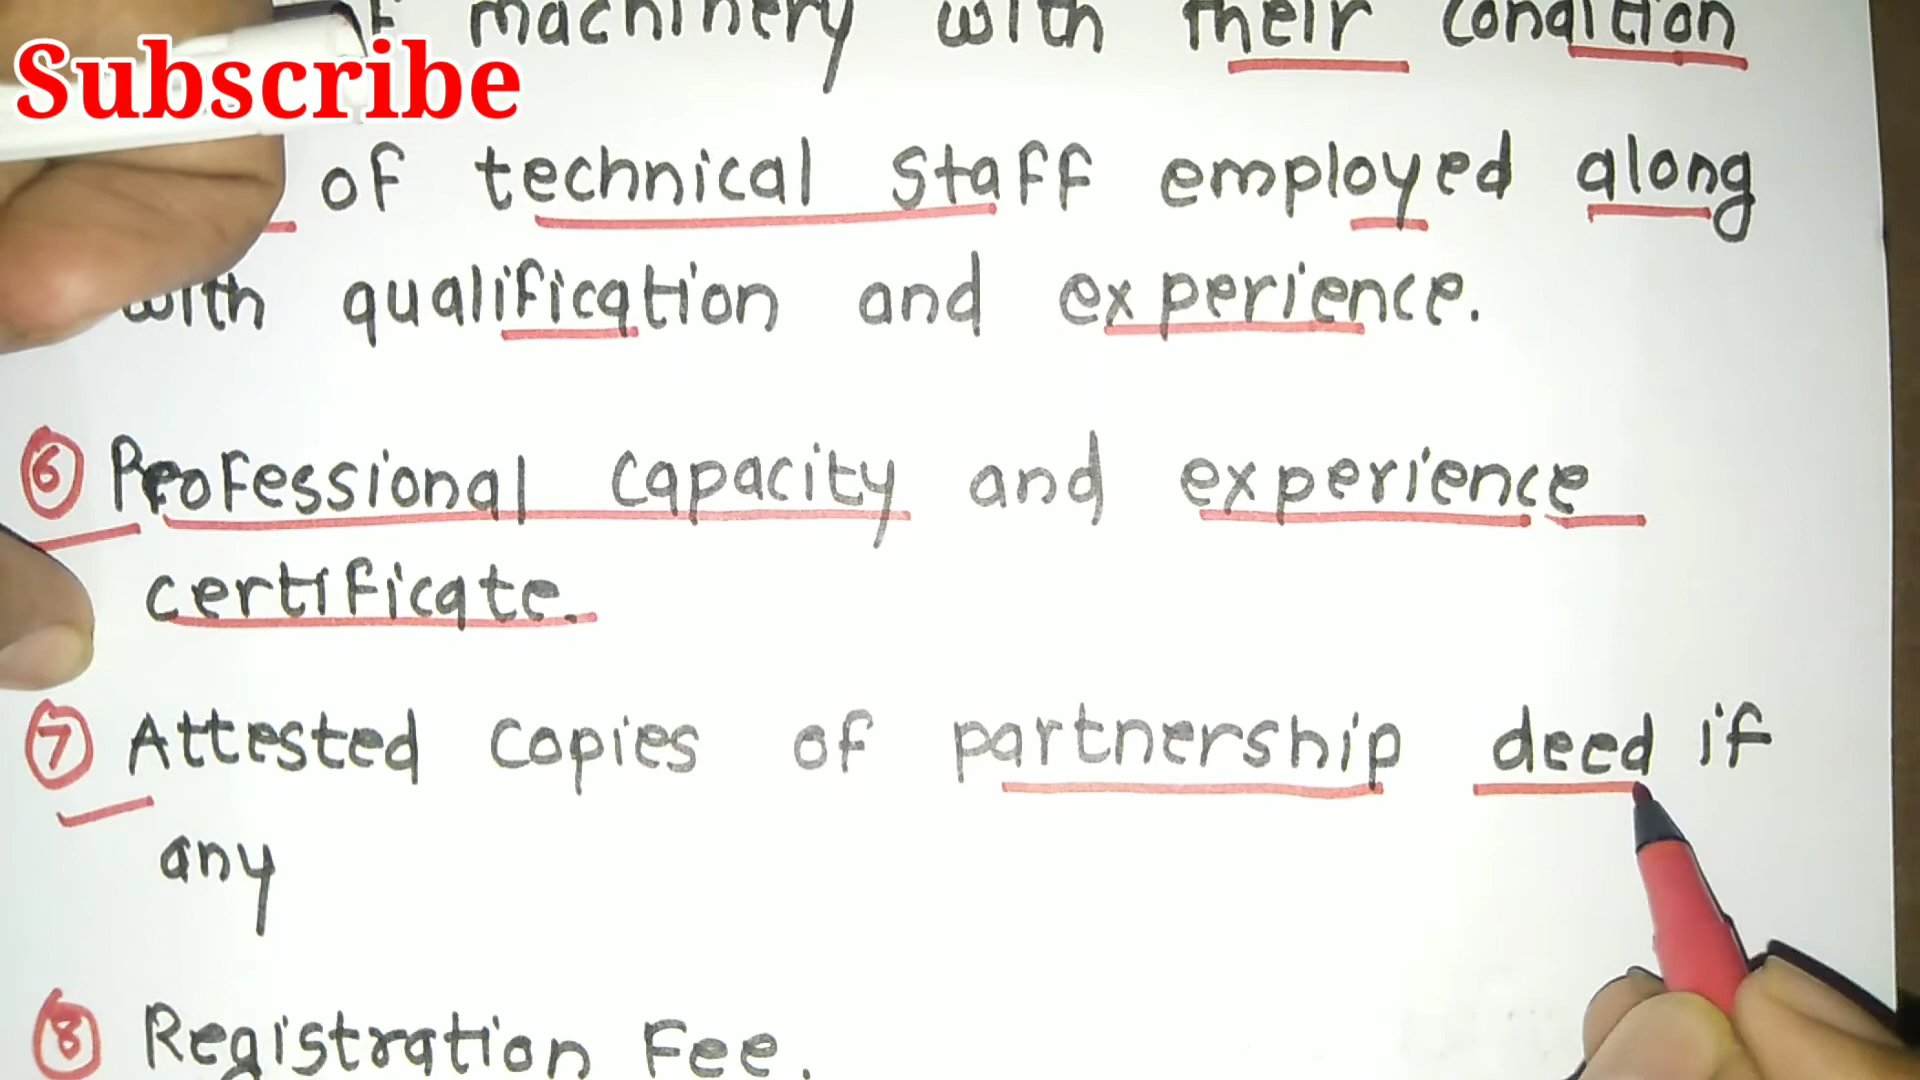 of machinery with their condition
Subscribe
of technical staff employed along
with qualification and experience.
6 Professional capacity and experience
certificate.
7 Attested copies of partnership deed if
any
8 Registration Fee.